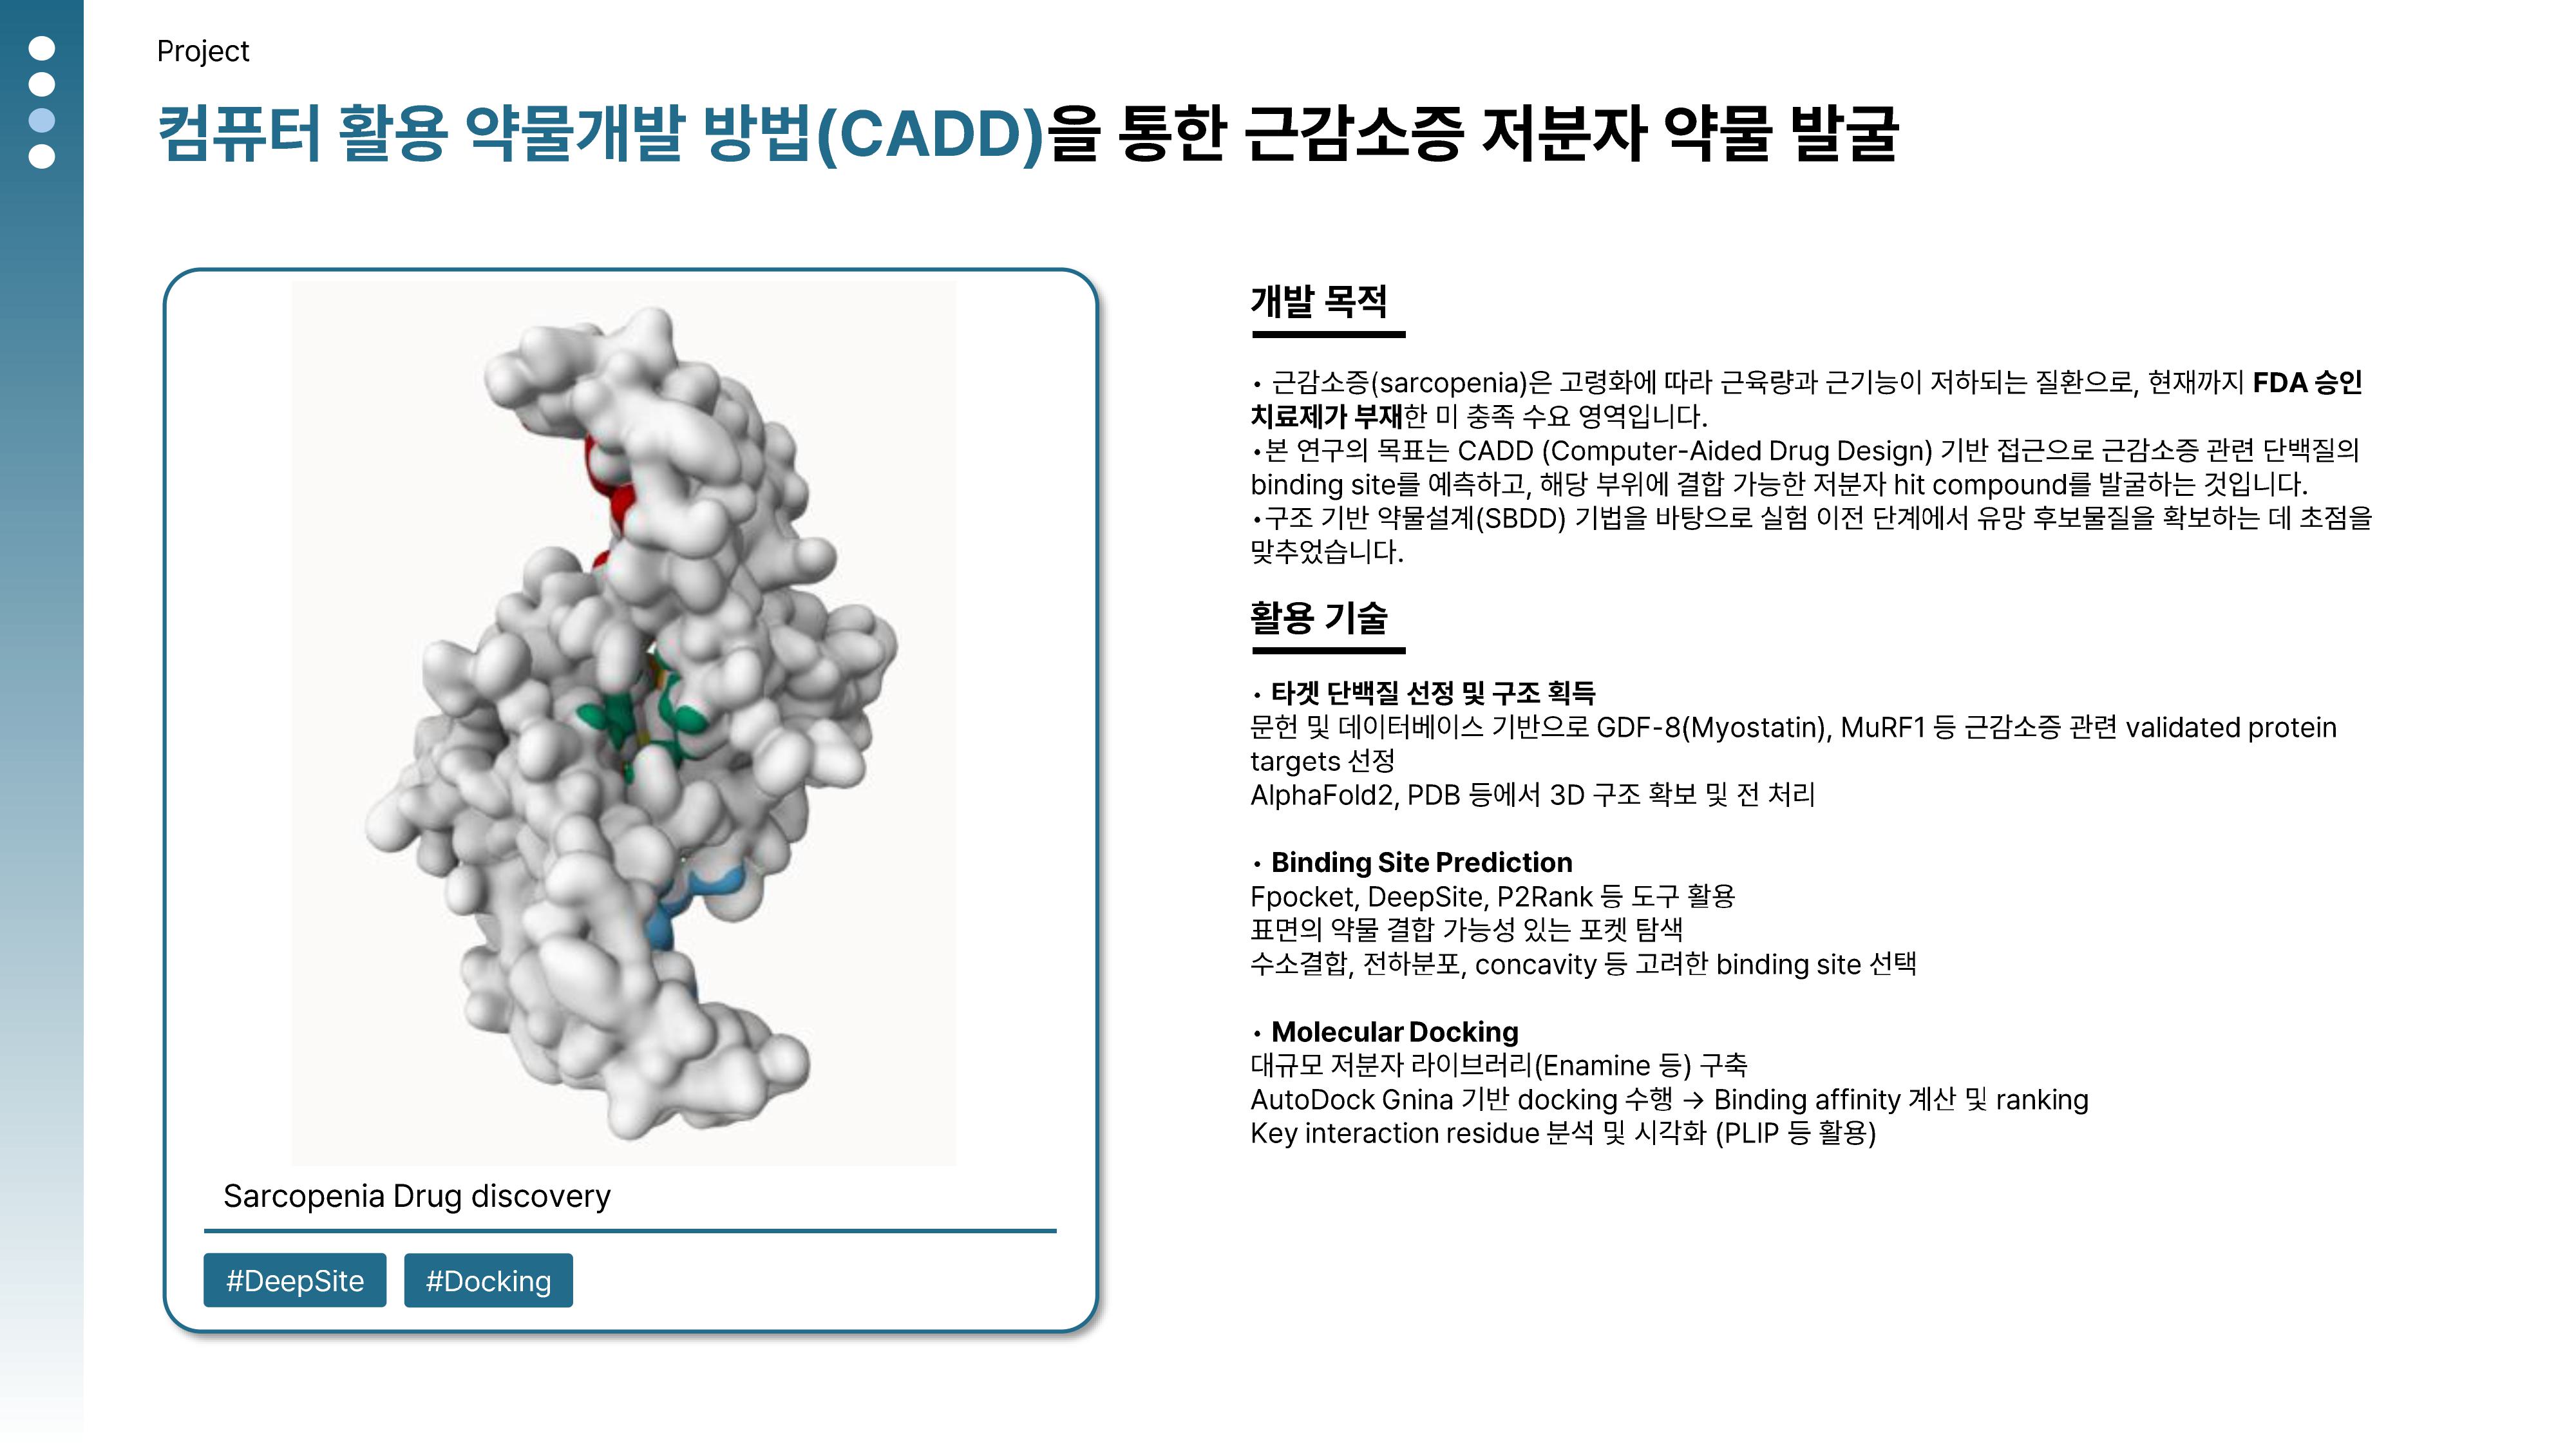 Project
컴퓨터 활용 약물개발 방법(CADD)을 통한 근감소증 저분자 약물 발굴
Sarcopenia Drug discovery
#DeepSite #Docking
개발 목적
• 근감소증(sarcopenia)은 고령화에 따라 근육량과 근기능이 저하되는 질환으로, 현재까지 FDA 승인
치료제가 부재한 미 충족 수요 영역입니다.
•본 연구의 목표는 CADD (Computer-Aided Drug Design) 기반 접근으로 근감소증 관련 단백질의
binding site를 예측하고, 해당 부위에 결합 가능한 저분자 hit compound를 발굴하는 것입니다.
•구조 기반 약물설계(SBDD) 기법을 바탕으로 실험 이전 단계에서 유망 후보물질을 확보하는 데 초점을
맞추었습니다.
활용 기술
• 타겟 단백질 선정 및 구조 획득
문헌 및 데이터베이스 기반으로 GDF-8(Myostatin), MuRF1 등 근감소증 관련 validated protein
targets 선정
AlphaFold2, PDB 등에서 3D 구조 확보 및 전 처리
• Binding Site Prediction
Fpocket, DeepSite, P2Rank 등 도구 활용
표면의 약물 결합 가능성 있는 포켓 탐색
수소결합, 전하분포, concavity 등 고려한 binding site 선택
• Molecular Docking
대규모 저분자 라이브러리(Enamine 등) 구축
AutoDock Gnina 기반 docking 수행 → Binding affinity 계산 및 ranking
Key interaction residue 분석 및 시각화 (PLIP 등 활용)